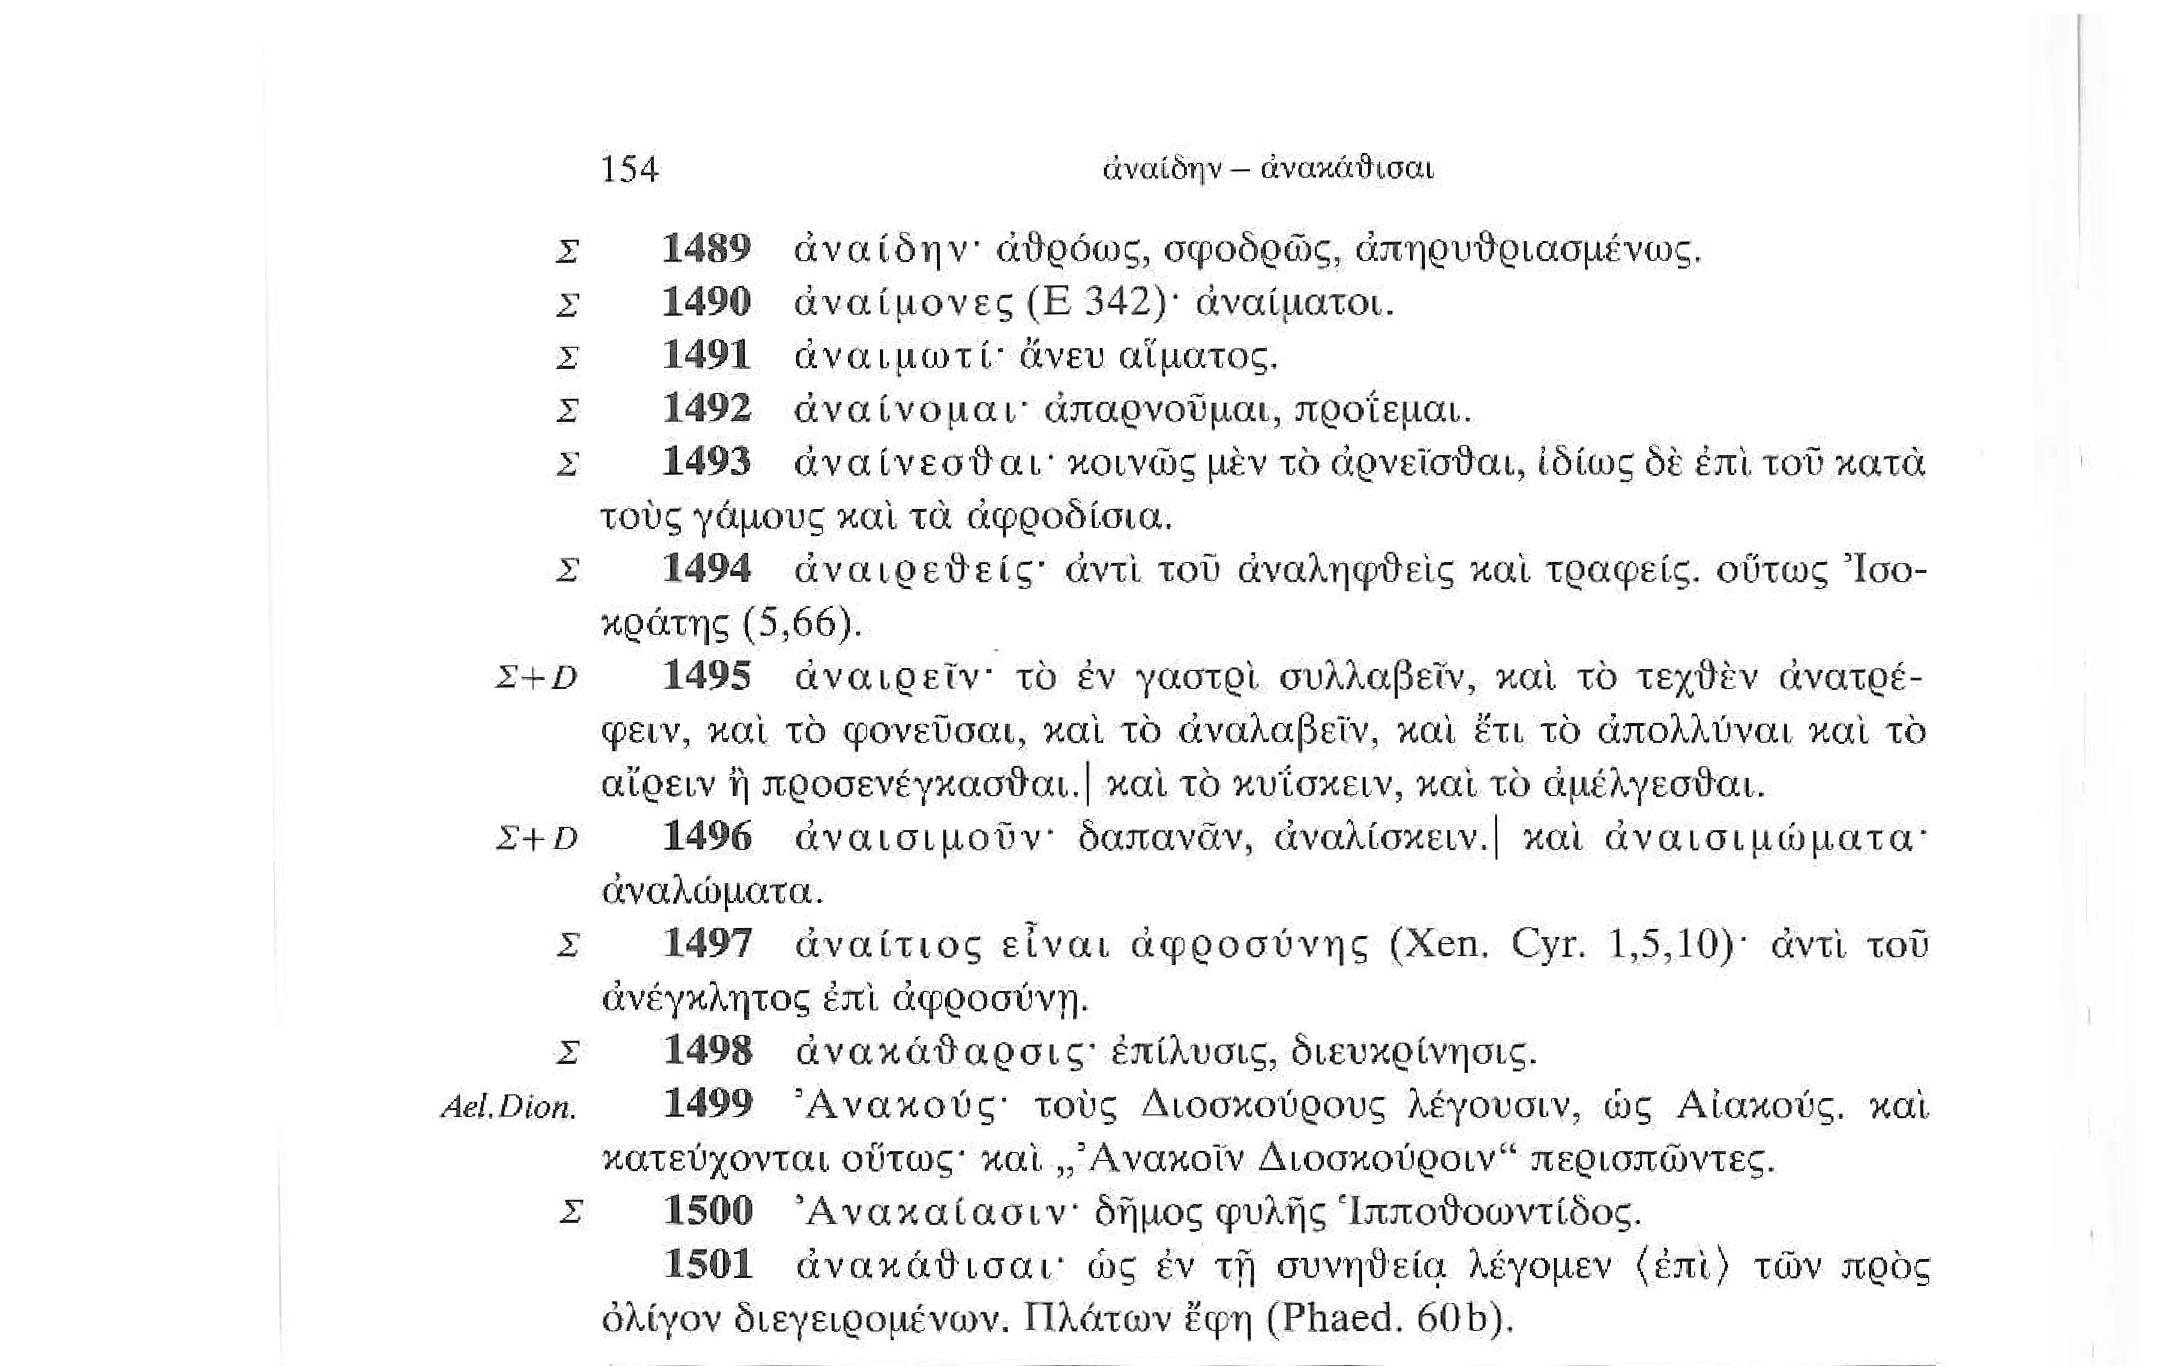 154 ἀναίδην – ἀνακάθισαι
Σ 1489 ἀναίδην· ἀθρόως, σφοδρῶς, ἀπηρυθριασμένως.
Σ 1490 ἀναίμονες (Ε 342)· ἀναίματοι.
Σ 1491 ἀναιμωτί· ἄνευ αἵματος.
Σ 1492 ἀναίνομαι· ἀπαρνοῦμαι, προΐεμαι.
Σ 1493 ἀναίνεσθαι· κοινῶς μὲν τὸ ἀρνεῖσθαι, ἰδίως δὲ ἐπὶ τοῦ κατὰ
τοὺς γάμους καὶ τὰ ἀφροδίσια.
Σ 1494 ἀναιρεθείς· ἀντὶ τοῦ ἀναληφθεὶς καὶ τραφείς. οὕτως Ἰσο-
κράτης (5,66).
Σ+D 1495 ἀναιρεῖν· τὸ ἐν γαστρὶ συλλαβεῖν, καὶ τὸ τεχθὲν ἀνατρέ-
φειν, καὶ τὸ φονεῦσαι, καὶ τὸ ἀναλαβεῖν, καὶ ἔτι τὸ ἀπολλύναι καὶ τὸ
αἴρειν ἢ προσενέγκασθαι.| καὶ τὸ κυΐσκειν, καὶ τὸ ἀμέλγεσθαι.
Σ+D 1496 ἀναισιμοῦν· δαπανᾶν, ἀναλίσκειν.| καὶ ἀναισιμώματα·
ἀναλώματα.
Σ 1497 ἀναίτιος εἶναι ἀφροσύνης (Xen. Cyr. 1,5,10)· ἀντὶ τοῦ
ἀνέγκλητος ἐπὶ ἀφροσύνῃ.
Σ 1498 ἀνακάθαρσις· ἐπίλυσις, διευκρίνησις.
Ael. Dion. 1499 Ἀνακούς· τοὺς Διοσκούρους λέγουσιν, ὡς Αἰακούς. καὶ
κατεύχονται οὕτως· καὶ „Ἀνακοῖν Διοσκούροιν“ περισπῶντες.
Σ 1500 Ἀνακαίασιν· δῆμος φυλῆς Ἱπποθοωντίδος.
1501 ἀνακάθισαι· ὡς ἐν τῇ συνηθείᾳ λέγομεν ⟨ἐπὶ⟩ τῶν πρὸς
ὀλίγον διεγειρομένων. Πλάτων ἔφη (Phaed. 60b).